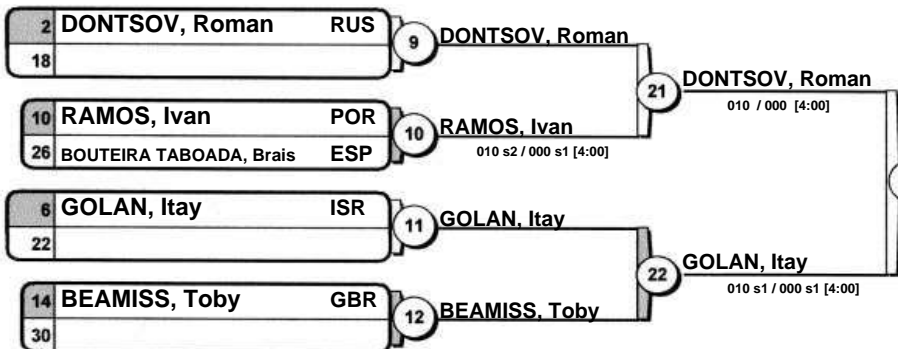 2 DONTSOV, Roman RUS
18
9 DONTSOV, Roman
10 RAMOS, Ivan POR
26 BOUTEIRA TABOADA, Brais ESP
10 RAMOS, Ivan
010 s2 / 000 s1 [4:00]
21 DONTSOV, Roman
010 / 000 [4:00]
6 GOLAN, Itay ISR
22
11 GOLAN, Itay
14 BEAMISS, Toby GBR
30
12 BEAMISS, Toby
22 GOLAN, Itay
010 s1 / 000 s1 [4:00]